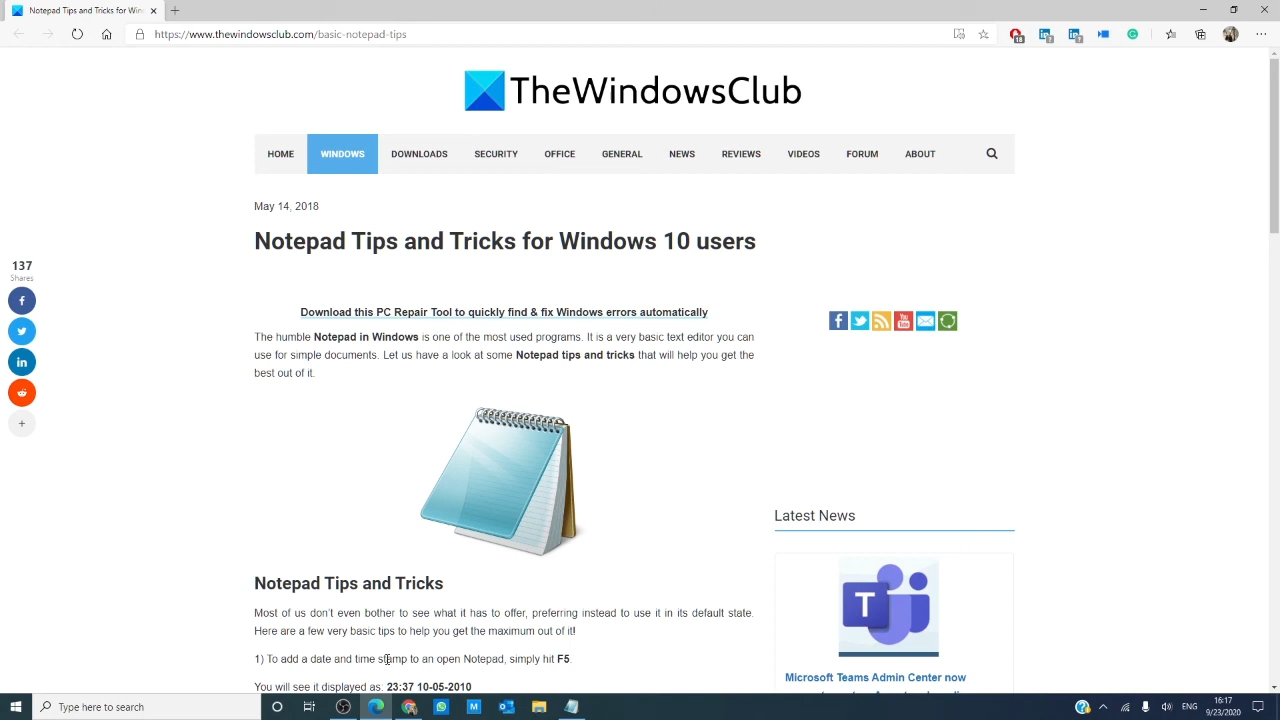 Notepad Tips and Tricks for Win
https://www.thewindowsclub.com/basic-notepad-tips
TheWindowsClub
HOME WINDOWS DOWNLOADS SECURITY OFFICE GENERAL NEWS REVIEWS VIDEOS FORUM ABOUT
May 14, 2018
Notepad Tips and Tricks for Windows 10 users
137
Shares
Download this PC Repair Tool to quickly find & fix Windows errors automatically
The humble Notepad in Windows is one of the most used programs. It is a very basic text editor you can
use for simple documents. Let us have a look at some Notepad tips and tricks that will help you get the
best out of it.
Latest News
Notepad Tips and Tricks
Most of us don't even bother to see what it has to offer, preferring instead to use it in its default state.
Here are a few very basic tips to help you get the maximum out of it!
1) To add a date and time stamp to an open Notepad, simply hit F5.
You will see it displayed as: 23:37 10-05-2010
Microsoft Teams Admin Center now
Type here to search
ENG
16:17
9/23/2020